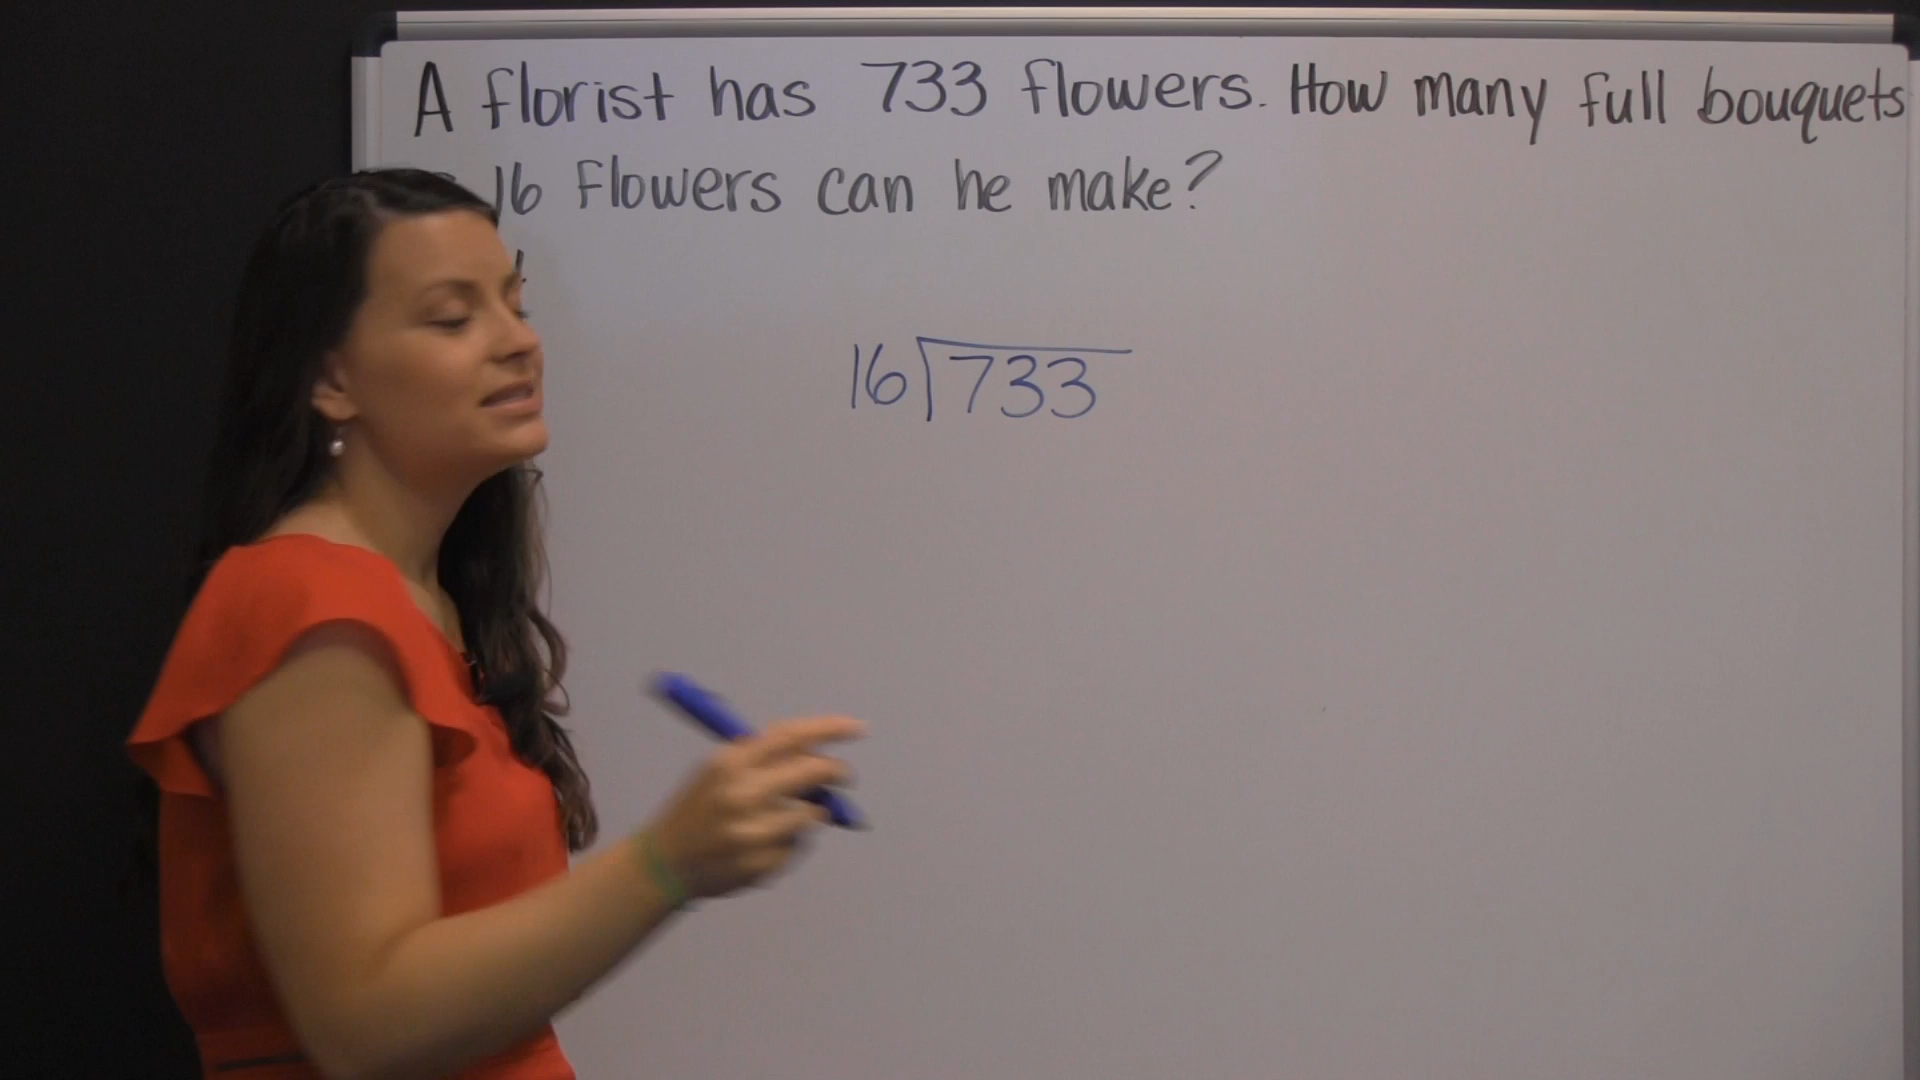 A florist has 733 flowers. How many full bouquets
16 flowers can he make?
16 733